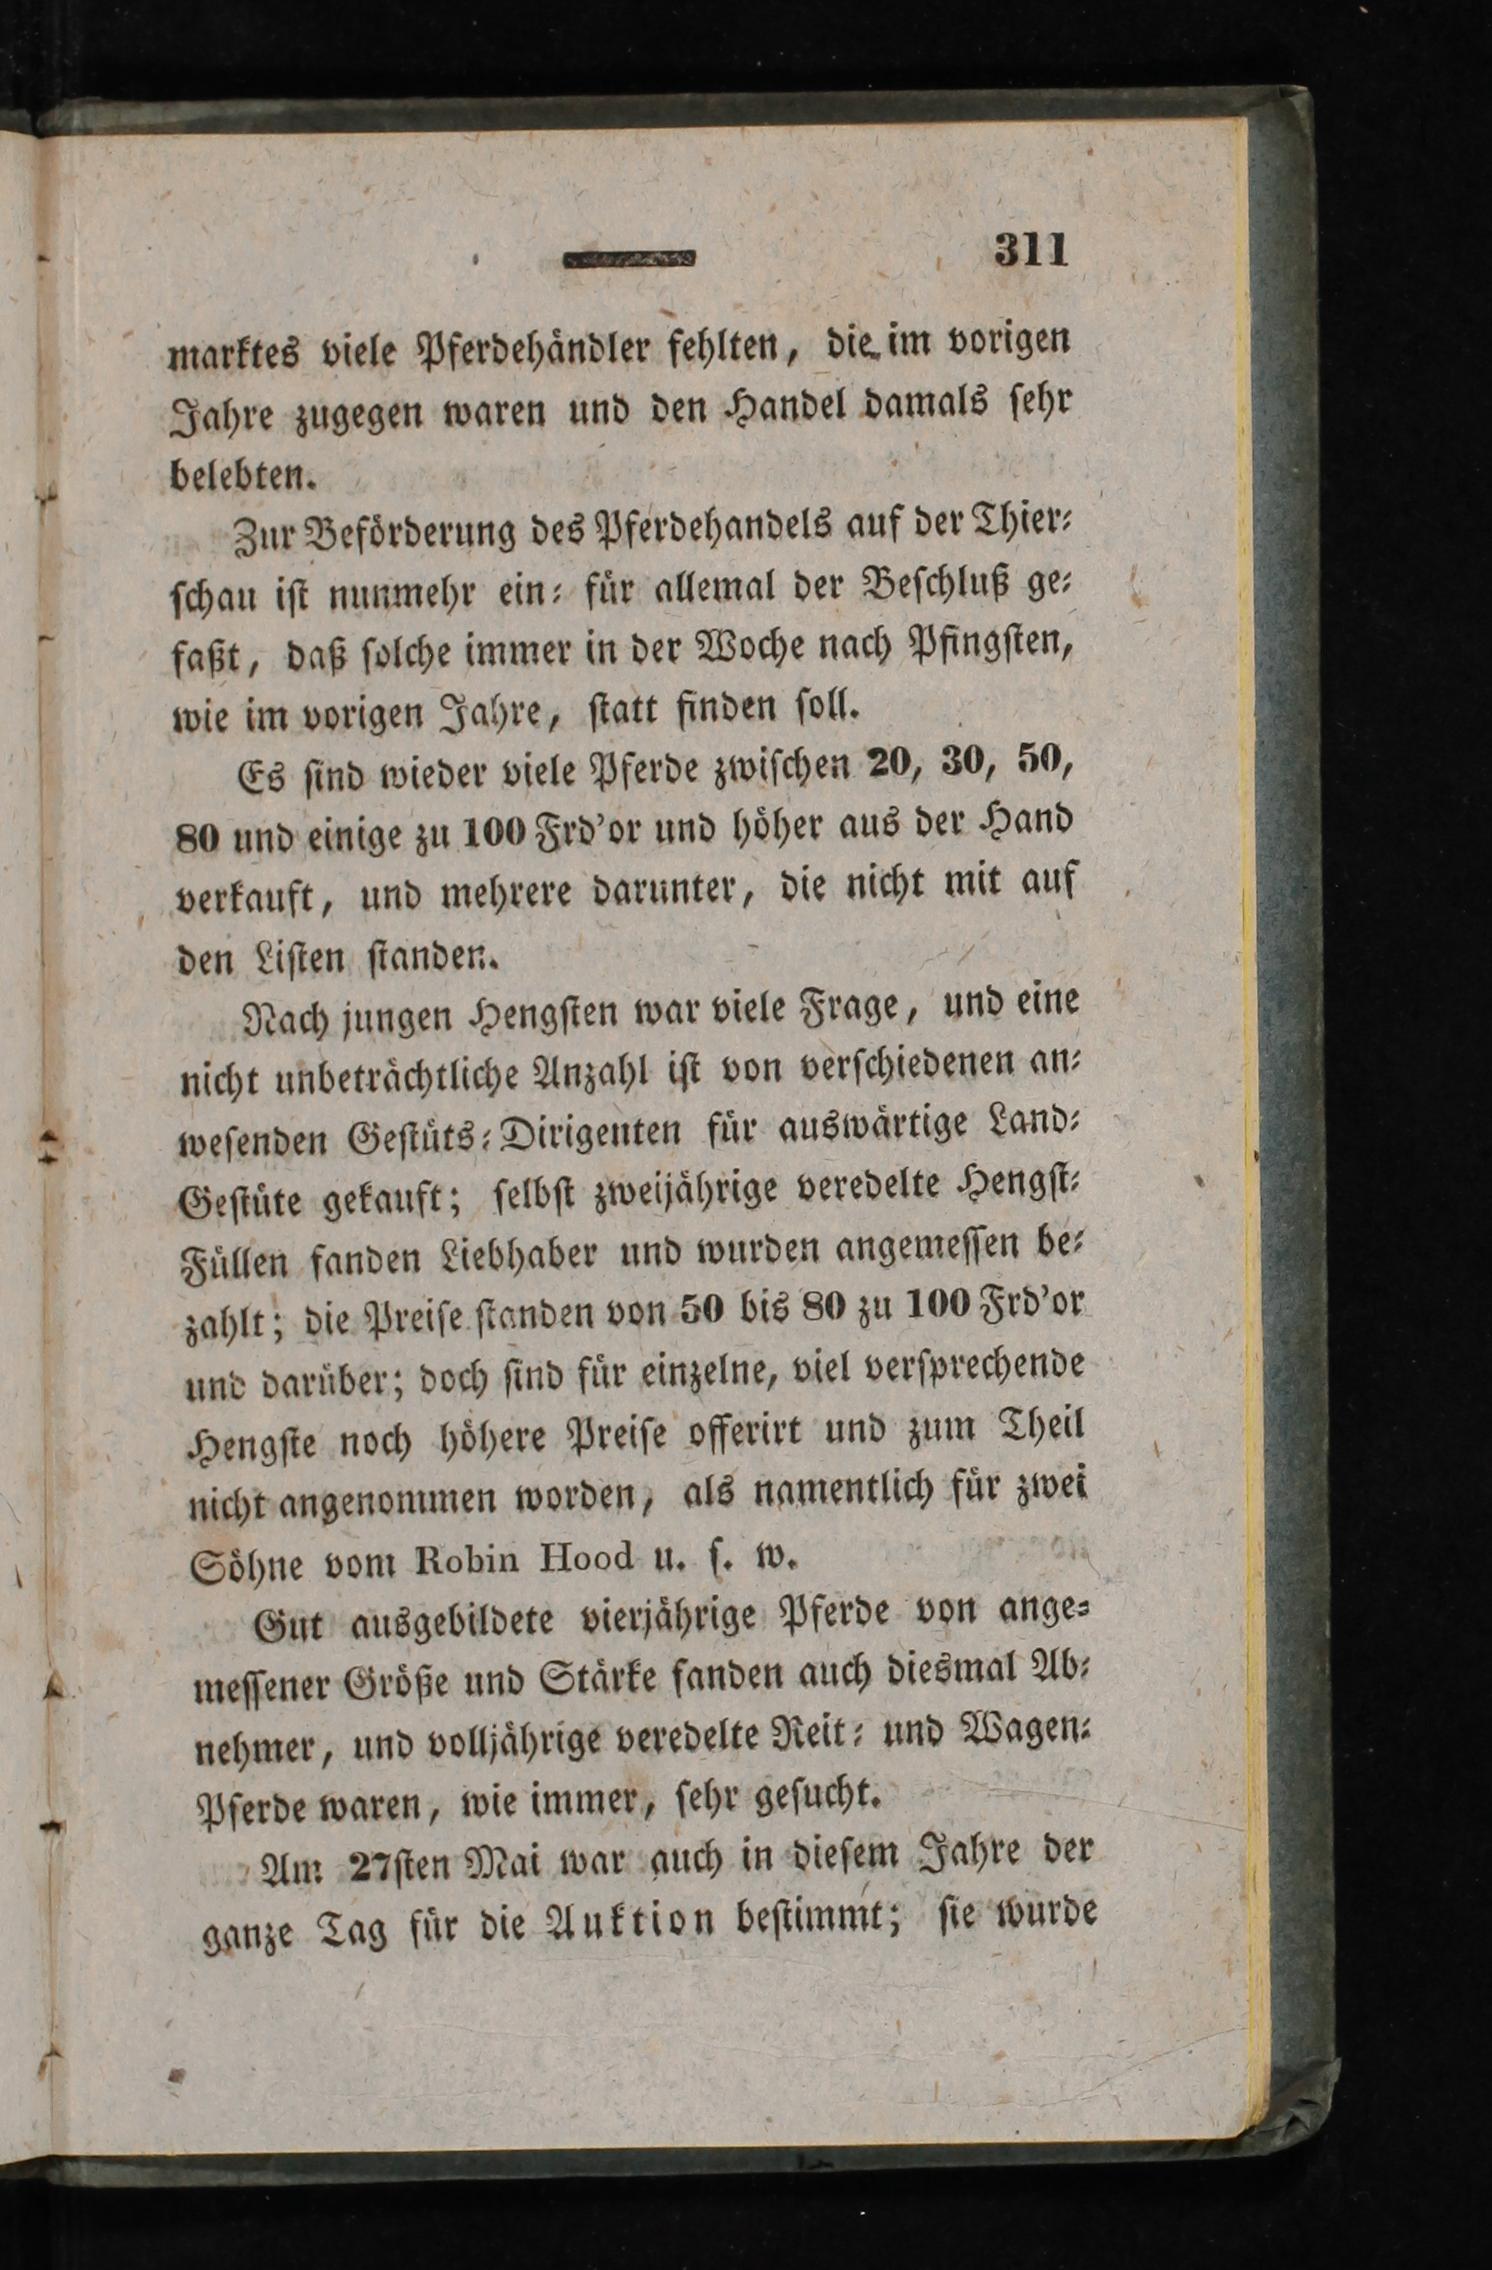 311
marktes viele Pferdehändler fehlten, die im vorigen
Jahre zugegen waren und den Handel damals ſehr
belebten.
Zur Beförderung des Pferdehandels auf der Thier⸗
ſchau iſt nunmehr ein⸗ für allemal der Beſchluß ge⸗
faßt, daß ſolche immer in der Woche nach Pfingſten,
wie im vorigen Jahre, ſtatt finden ſoll.
Es ſind wieder viele Pferde zwiſchen 20, 30, 50,
80 und einige zu 100 Frd'or und höher aus der Hand
verkauft, und mehrere darunter, die nicht mit auf
den Liſten ſtanden.
Nach jungen Hengſten war viele Frage, und eine
nicht unbeträchtliche Anzahl iſt von verſchiedenen an⸗
weſenden Geſtüts⸗Dirigenten für auswärtige Land⸗
Geſtüte gekauft; ſelbſt zweijährige veredelte Hengſt⸗
Füllen fanden Liebhaber und wurden angemeſſen be⸗
zahlt; die Preiſe ſtanden von 50 bis 80 zu 100 Frd'or
und darüber; doch ſind für einzelne, viel verſprechende
Hengſte noch höhere Preiſe offerirt und zum Theil
nicht angenommen worden, als namentlich für zwei
Söhne vom Robin Hood u. ſ. w.
Gut ausgebildete vierjährige Pferde von ange⸗
meſſener Größe und Stärke fanden auch diesmal Ab⸗
nehmer, und volljährige veredelte Reit⸗ und Wagen⸗
Pferde waren, wie immer, ſehr geſucht.
Am 27ſten Mai war auch in dieſem Jahre der
ganze Tag für die Auktion beſtimmt; ſie wurde